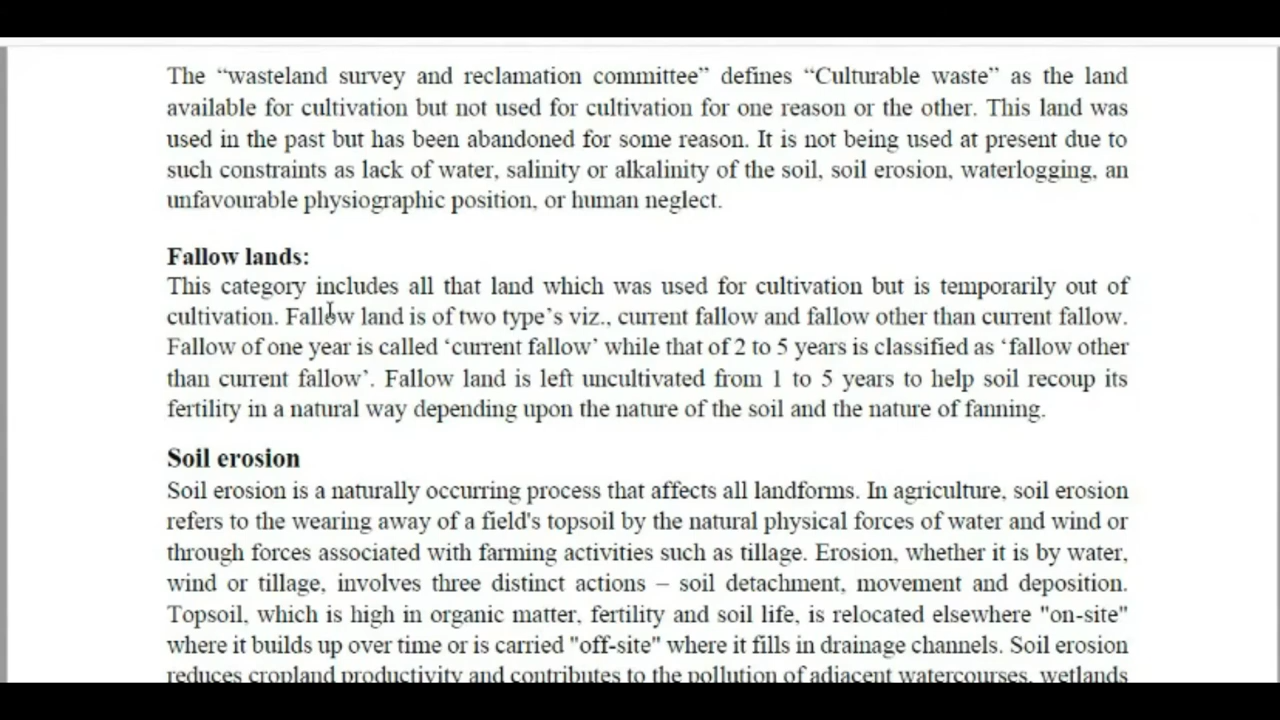 The “wasteland survey and reclamation committee” defines “Culturable waste” as the land
available for cultivation but not used for cultivation for one reason or the other. This land was
used in the past but has been abandoned for some reason. It is not being used at present due to
such constraints as lack of water, salinity or alkalinity of the soil, soil erosion, waterlogging, an
unfavourable physiographic position, or human neglect.
Fallow lands:
This category includes all that land which was used for cultivation but is temporarily out of
cultivation. Fallow land is of two type’s viz., current fallow and fallow other than current fallow.
Fallow of one year is called ‘current fallow’ while that of 2 to 5 years is classified as ‘fallow other
than current fallow’. Fallow land is left uncultivated from 1 to 5 years to help soil recoup its
fertility in a natural way depending upon the nature of the soil and the nature of fanning.
Soil erosion
Soil erosion is a naturally occurring process that affects all landforms. In agriculture, soil erosion
refers to the wearing away of a field's topsoil by the natural physical forces of water and wind or
through forces associated with farming activities such as tillage. Erosion, whether it is by water,
wind or tillage, involves three distinct actions – soil detachment, movement and deposition.
Topsoil, which is high in organic matter, fertility and soil life, is relocated elsewhere "on-site"
where it builds up over time or is carried "off-site" where it fills in drainage channels. Soil erosion
reduces cropland productivity and contributes to the pollution of adjacent watercourses, wetlands